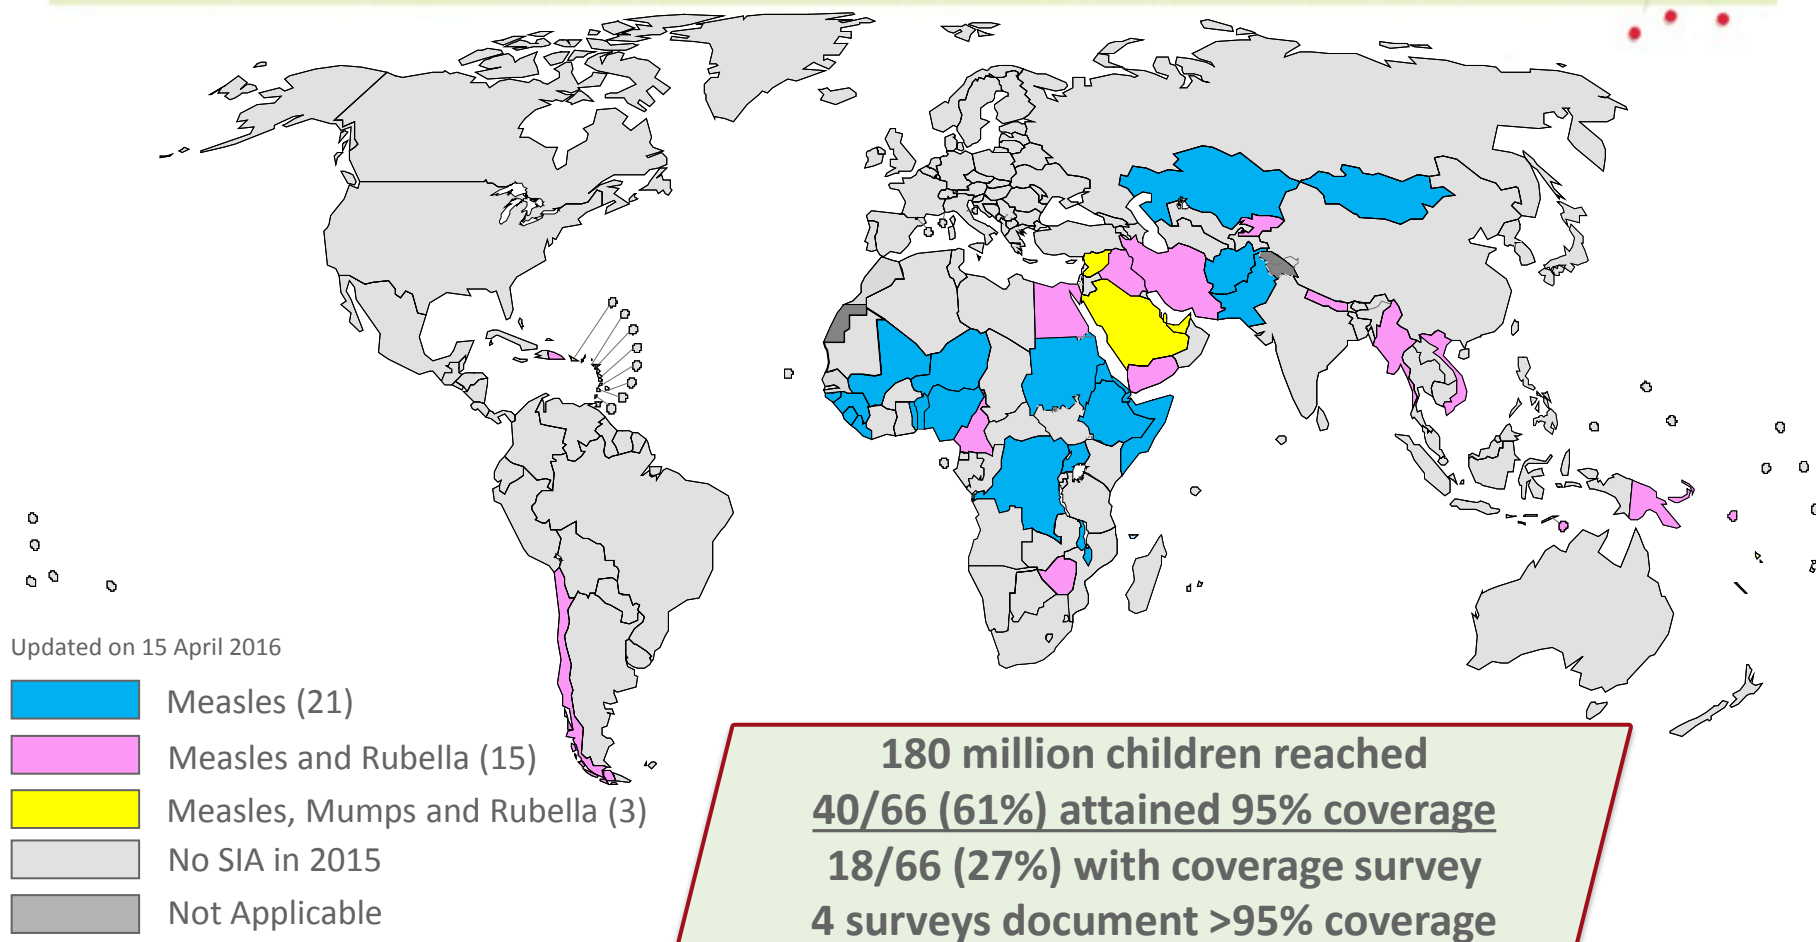 Updated on 15 April 2016
Measles (21)
Measles and Rubella (15)
Measles, Mumps and Rubella (3)
No SIA in 2015
Not Applicable
180 million children reached
40/66 (61%) attained 95% coverage
18/66 (27%) with coverage survey
4 surveys document >95% coverage